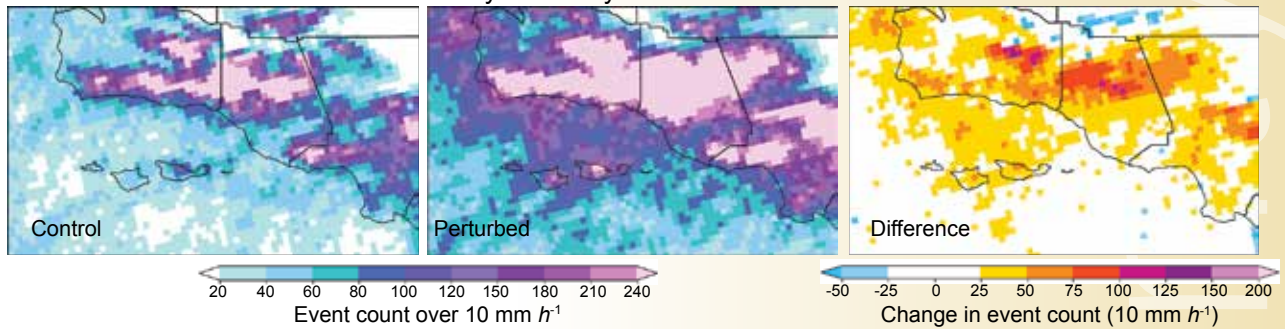 Control
Perturbed
Difference
20 40 60 80 100 120 150 180 210 240
Event count over 10 mm h⁻¹
-50 -25 0 25 50 75 100 125 150 200
Change in event count (10 mm h⁻¹)